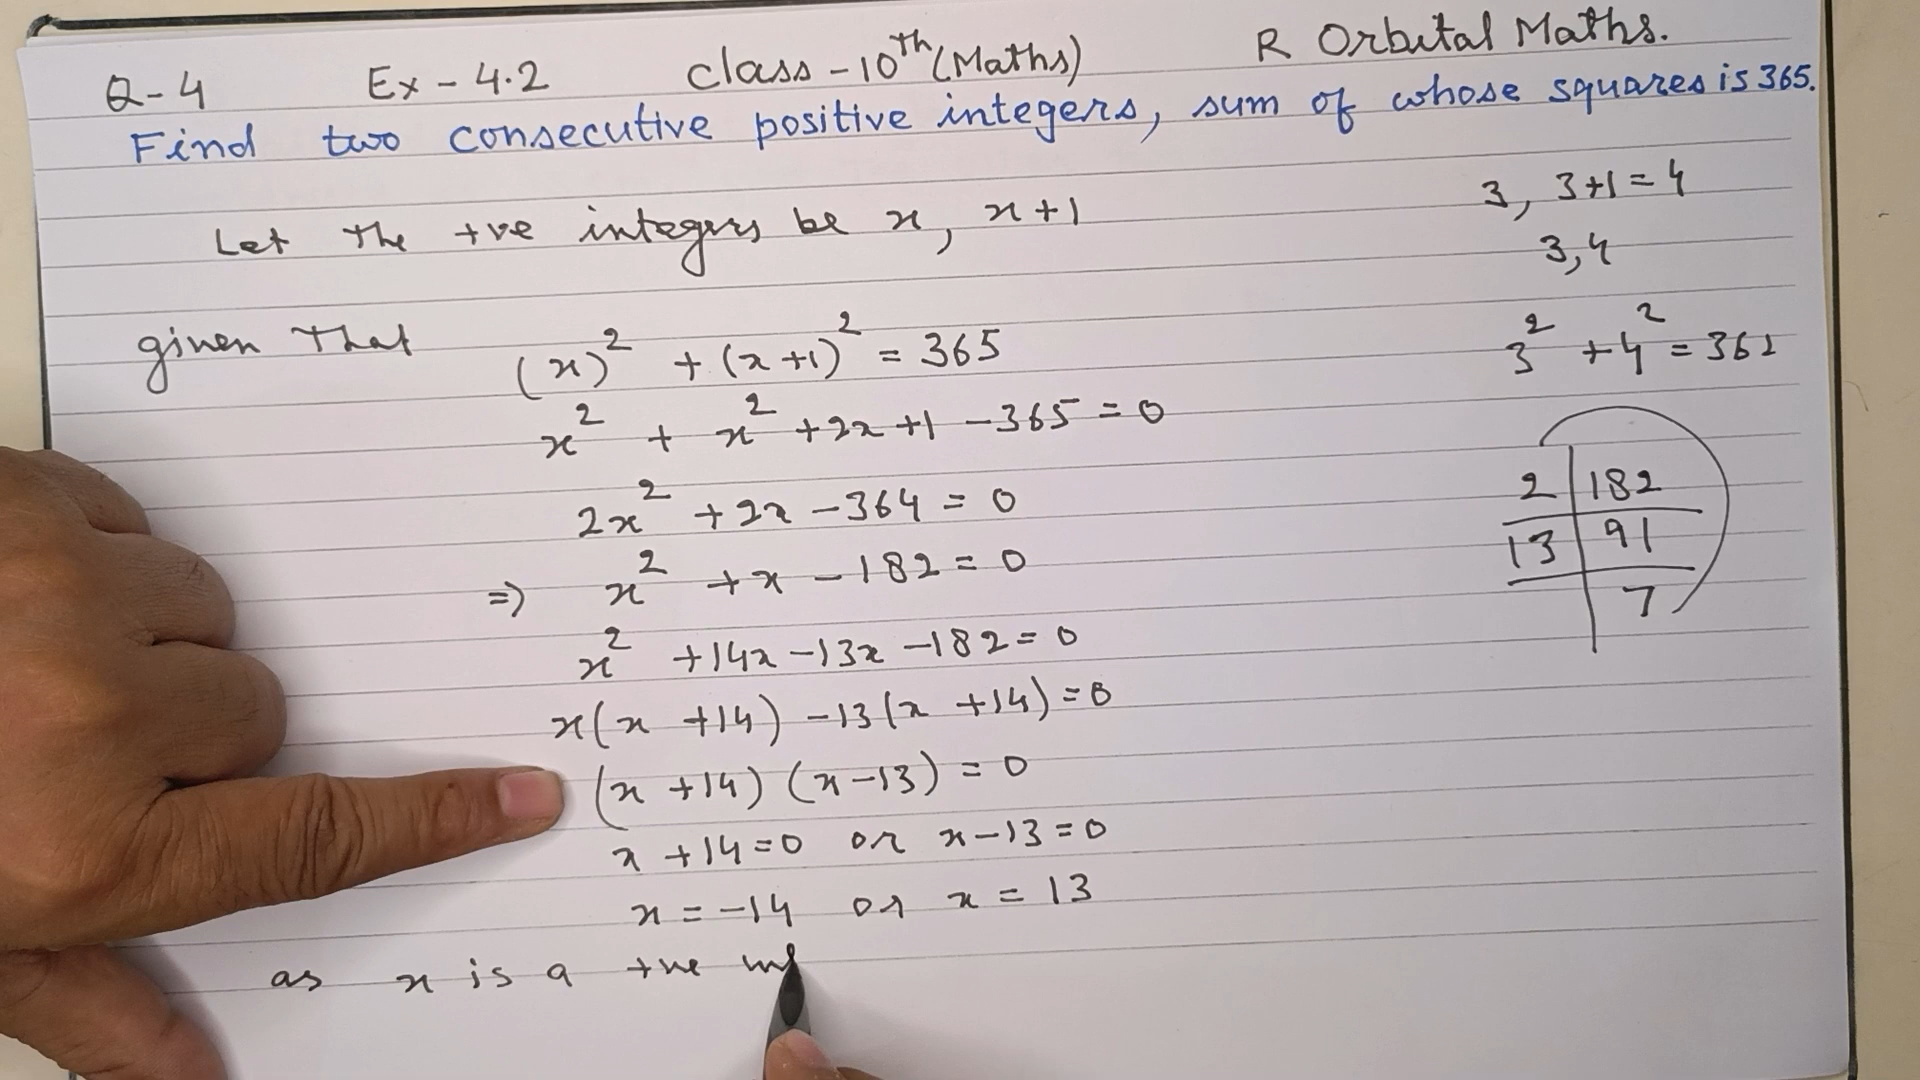 Q-4 Ex-4.2 Class-10th (Maths) R Orbital Maths.
Find two consecutive positive integers, sum of whose squares is 365.
Let the +ve integers be x, x+1
3, 3+1=4
3,4
given that (x)² + (x+1)² = 365
3² + 4² = 361
x² + x² +2x+1 -365 = 0
2x² +2x -364 = 0
2 | 182
13 | 91
7
=> x² +x -182 = 0
x² +14x -13x -182 = 0
x(x +14) -13(x +14) = 0
(x +14) (x-13) = 0
x +14=0 or x-13=0
x = -14 or x = 13
as x is a +ve